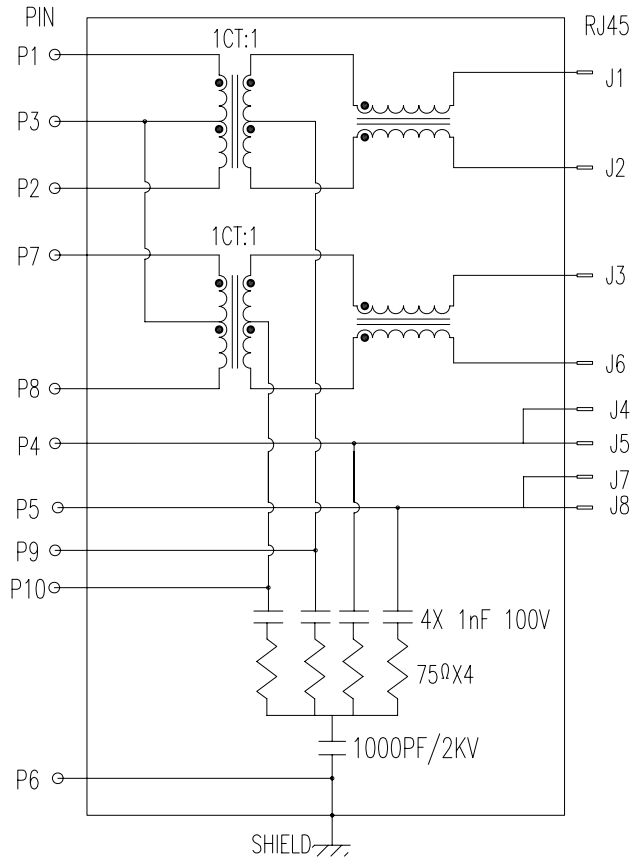 PIN
RJ45
P1
1CT:1
J1
P3
J2
P2
P7
1CT:1
J3
J6
P8
J4
P4
J5
J7
P5
J8
P9
P10
4X 1nF 100V
75ΩX4
1000PF/2KV
P6
SHIELD